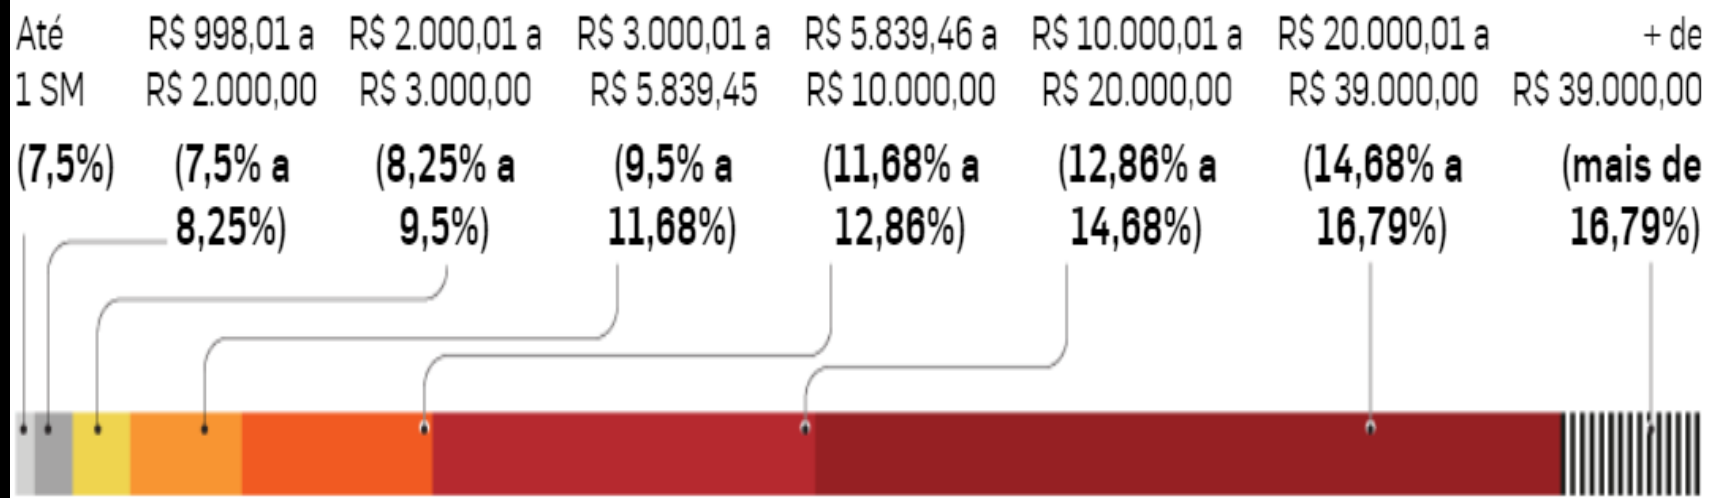 Até R$ 998,01 a R$ 2.000,01 a R$ 3.000,01 a R$ 5.839,46 a R$ 10.000,01 a R$ 20.000,01 a + de
1 SM R$ 2.000,00 R$ 3.000,00 R$ 5.839,45 R$ 10.000,00 R$ 20.000,00 R$ 39.000,00 R$ 39.000,00
(7,5%) (7,5% a (8,25% a (9,5% a (11,68% a (12,86% a (14,68% a (mais de
8,25%) 9,5%) 11,68%) 12,86%) 14,68%) 16,79%) 16,79%)